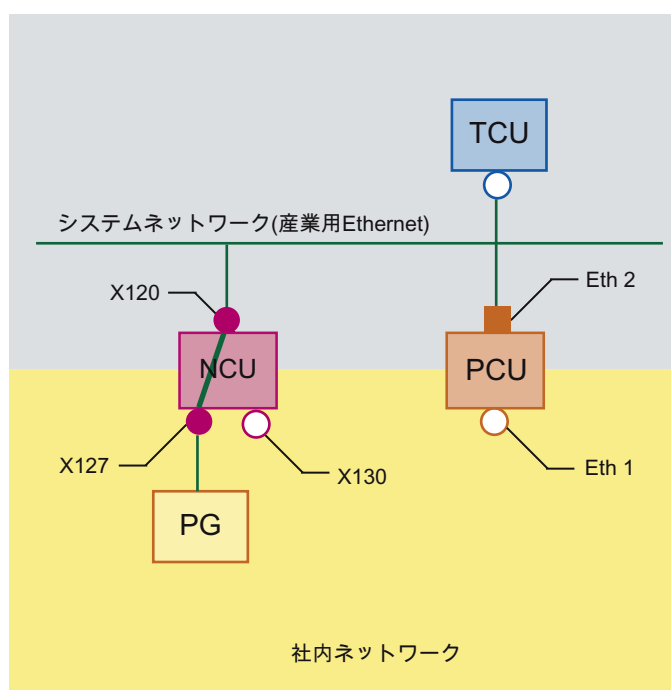 TCU
システムネットワーク(産業用Ethernet)
X120
Eth 2
NCU
PCU
X127
X130
Eth 1
PG
社内ネットワーク